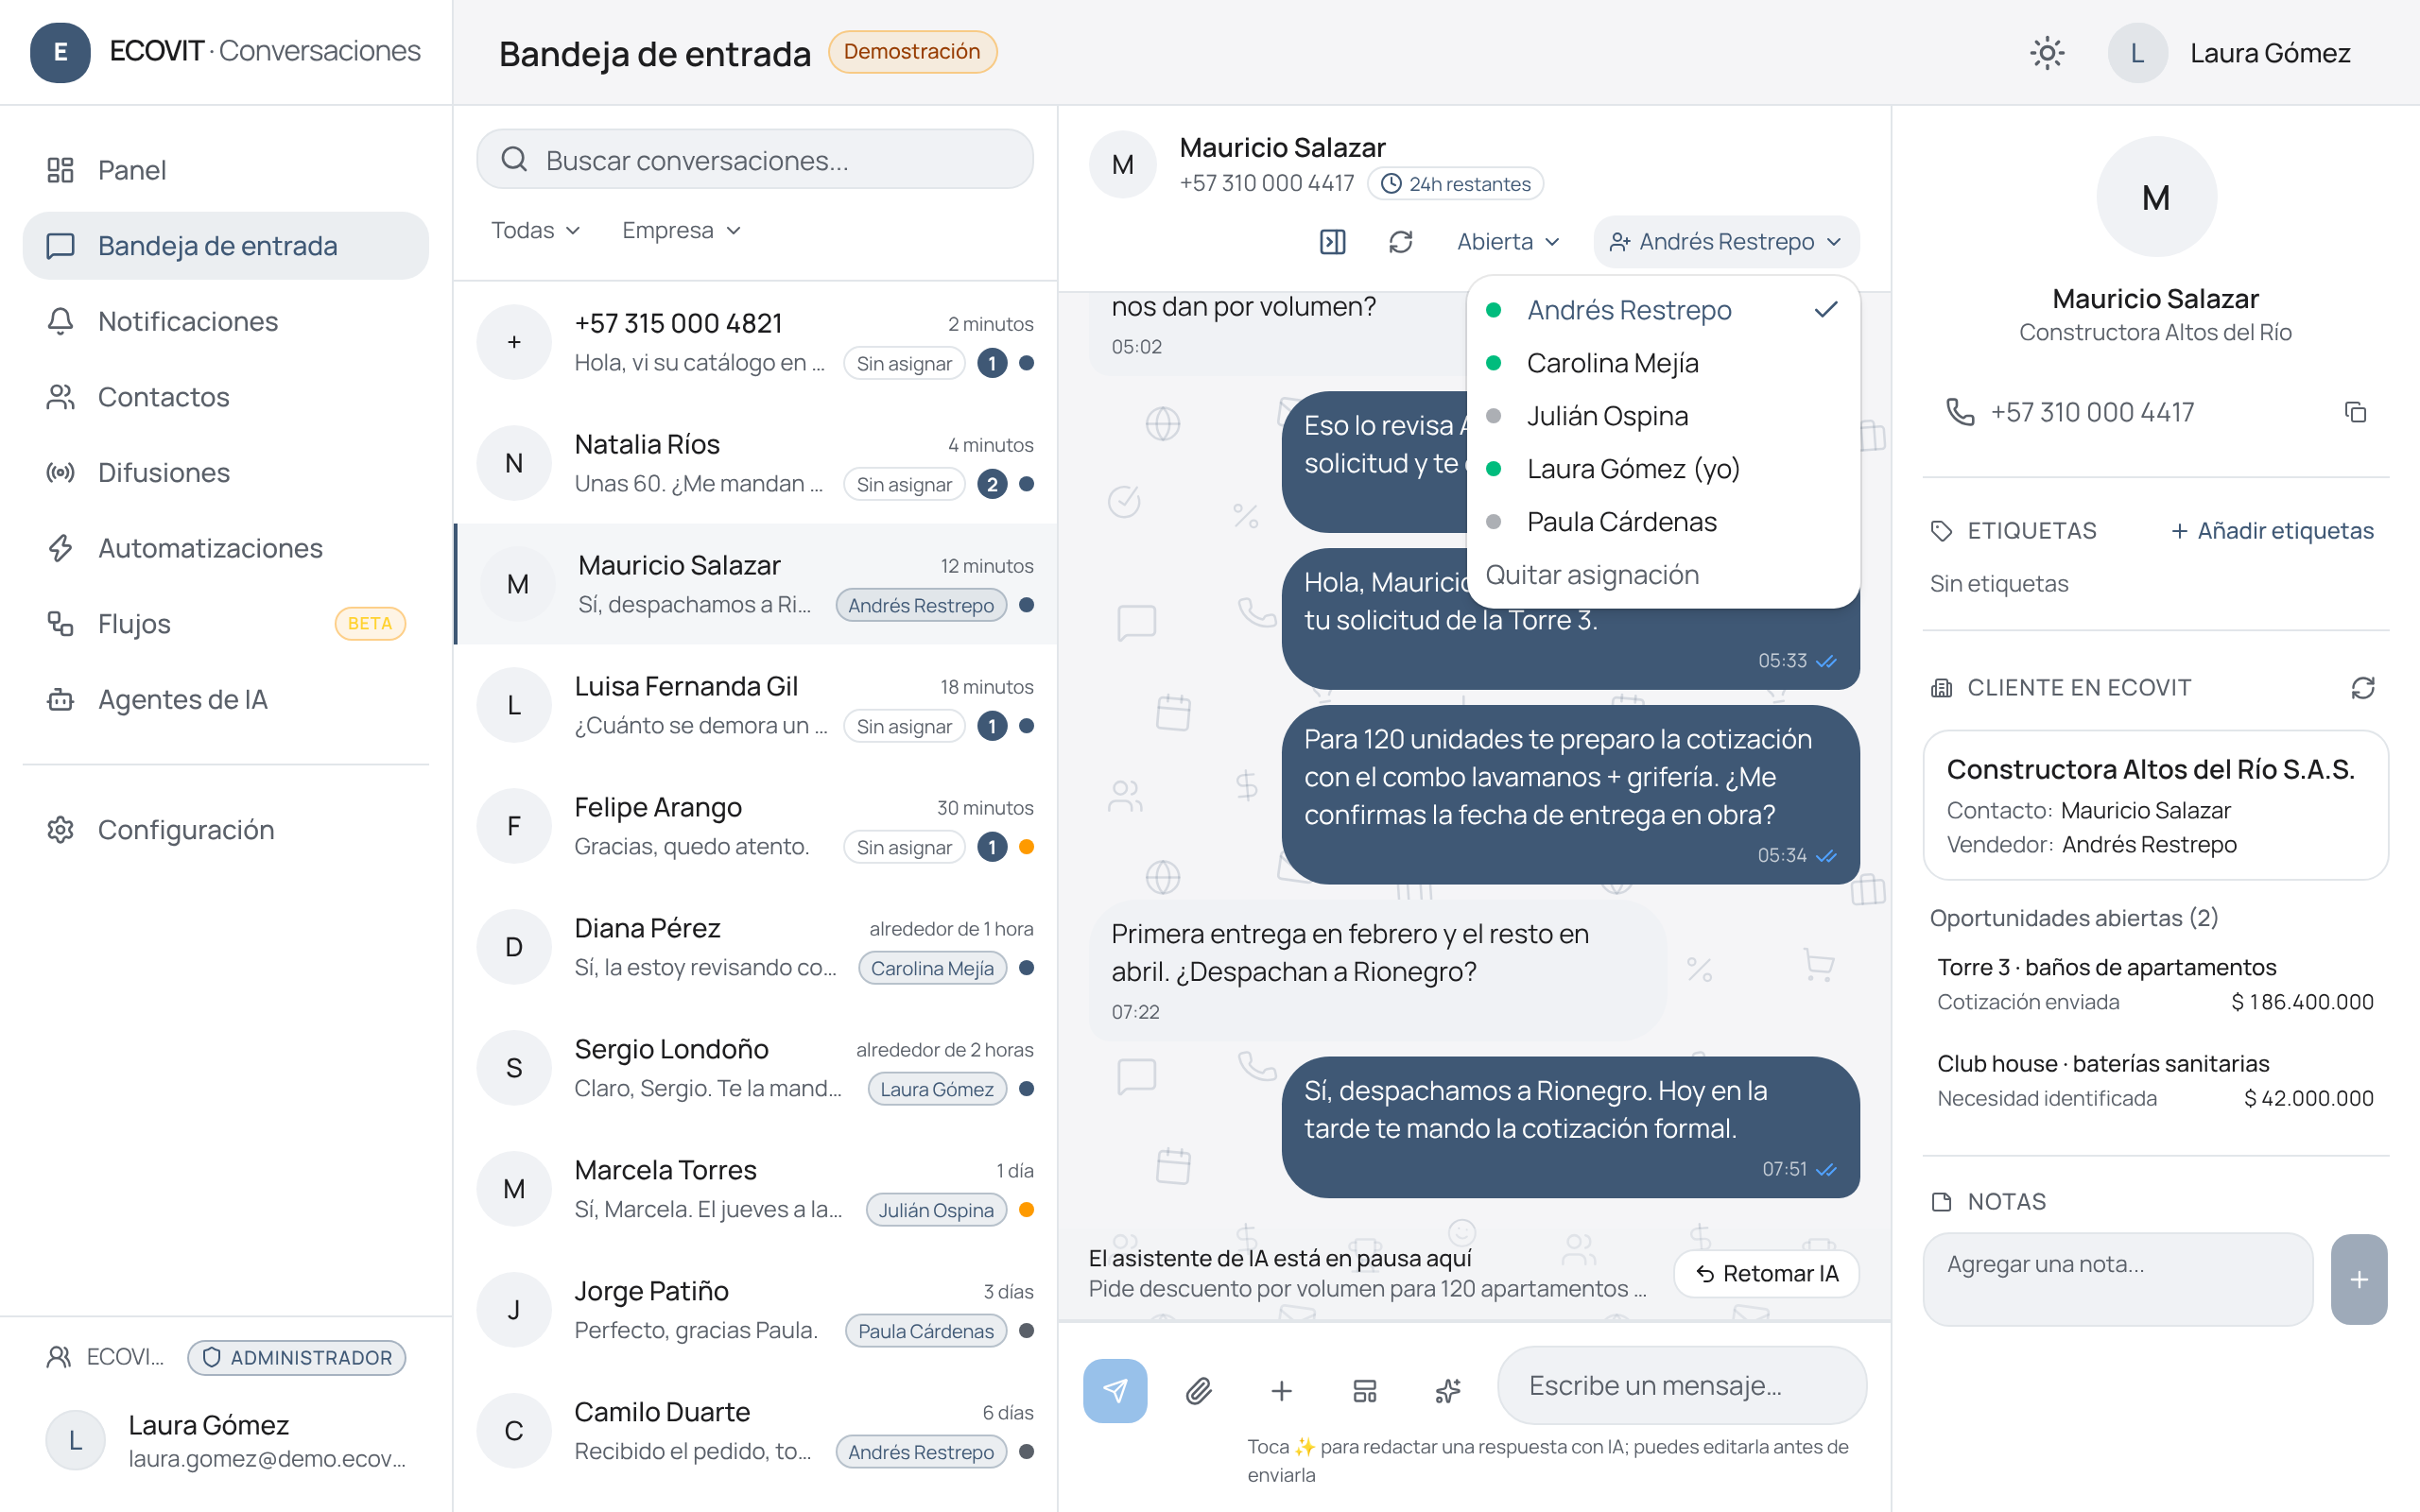 E
ECOVIT · Conversaciones
Bandeja de entrada
Demostración
L
Laura Gómez
Panel
Bandeja de entrada
Notificaciones
Contactos
Difusiones
Automatizaciones
Flujos
BETA
Agentes de IA
Configuración
ECOVI...
ADMINISTRADOR
L
Laura Gómez
laura.gomez@demo.ecov...
Buscar conversaciones...
Todas
Empresa
+
+57 315 000 4821
2 minutos
Hola, vi su catálogo en ...
Sin asignar
1
N
Natalia Ríos
4 minutos
Unas 60. ¿Me mandan ...
Sin asignar
2
M
Mauricio Salazar
12 minutos
Sí, despachamos a Ri...
Andrés Restrepo
L
Luisa Fernanda Gil
18 minutos
¿Cuánto se demora un ...
Sin asignar
1
F
Felipe Arango
30 minutos
Gracias, quedo atento.
Sin asignar
1
D
Diana Pérez
alrededor de 1 hora
Sí, la estoy revisando co...
Carolina Mejía
S
Sergio Londoño
alrededor de 2 horas
Claro, Sergio. Te la mand...
Laura Gómez
M
Marcela Torres
1 día
Sí, Marcela. El jueves a la...
Julián Ospina
J
Jorge Patiño
3 días
Perfecto, gracias Paula.
Paula Cárdenas
C
Camilo Duarte
6 días
Recibido el pedido, to...
Andrés Restrepo
M
Mauricio Salazar
+57 310 000 4417
24h restantes
Abierta
Andrés Restrepo
Andrés Restrepo
Carolina Mejía
Julián Ospina
Laura Gómez (yo)
Paula Cárdenas
Quitar asignación
nos dan por volumen?
05:02
Eso lo revisa
solicitud y te
Hola, Mauricio
tu solicitud de la Torre 3.
05:33
Para 120 unidades te preparo la cotización
con el combo lavamanos + grifería. ¿Me
confirmas la fecha de entrega en obra?
05:34
Primera entrega en febrero y el resto en
abril. ¿Despachan a Rionegro?
07:22
Sí, despachamos a Rionegro. Hoy en la
tarde te mando la cotización formal.
07:51
El asistente de IA está en pausa aquí
Pide descuento por volumen para 120 apartamentos ...
Retomar IA
Escribe un mensaje...
Toca ✨ para redactar una respuesta con IA; puedes editarla antes de
enviarla
M
Mauricio Salazar
Constructora Altos del Río
+57 310 000 4417
ETIQUETAS
+ Añadir etiquetas
Sin etiquetas
CLIENTE EN ECOVIT
Constructora Altos del Río S.A.S.
Contacto: Mauricio Salazar
Vendedor: Andrés Restrepo
Oportunidades abiertas (2)
Torre 3 · baños de apartamentos
Cotización enviada
$ 186.400.000
Club house · baterías sanitarias
Necesidad identificada
$ 42.000.000
NOTAS
Agregar una nota...
+